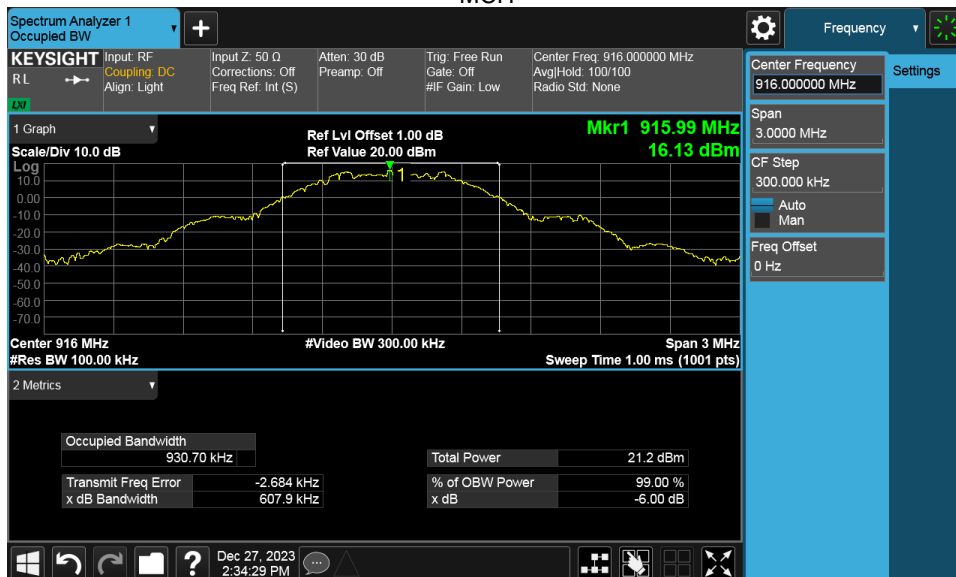 MCH
Spectrum Analyzer 1
Occupied BW
+
Frequency
KEYSIGHT
RL
LXI
Input: RF
Coupling: DC
Align: Light
Input Z: 50 Ω
Corrections: Off
Freq Ref: Int (S)
Atten: 30 dB
Preamp: Off
Trig: Free Run
Gate: Off
#IF Gain: Low
Center Freq: 916.000000 MHz
Avg|Hold: 100/100
Radio Std: None
Center Frequency
916.000000 MHz
Settings
Span
3.0000 MHz
CF Step
300.000 kHz
Auto
Man
Freq Offset
0 Hz
1 Graph
Scale/Div 10.0 dB
Ref Lvl Offset 1.00 dB
Ref Value 20.00 dBm
Mkr1 915.99 MHz
16.13 dBm
Log
10.0
0.00
-10.0
-20.0
-30.0
-40.0
-50.0
-60.0
-70.0
1
Center 916 MHz
#Video BW 300.00 kHz
Span 3 MHz
#Res BW 100.00 kHz
Sweep Time 1.00 ms (1001 pts)
2 Metrics
Occupied Bandwidth
930.70 kHz
Total Power 21.2 dBm
Transmit Freq Error -2.684 kHz
% of OBW Power 99.00 %
x dB Bandwidth 607.9 kHz
x dB -6.00 dB
?
Dec 27, 2023
2:34:29 PM